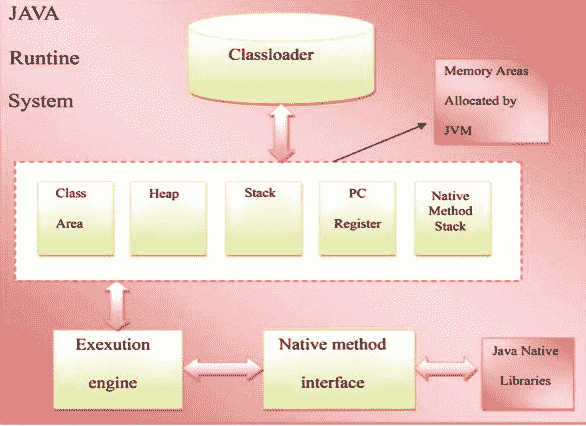 JAVA
Runtime
System
Classloader
Memory Areas
Allocated by
JVM
Class
Area
Heap
Stack
PC
Register
Native
Method
Stack
Exexution
engine
Native method
interface
Java Native
Libraries